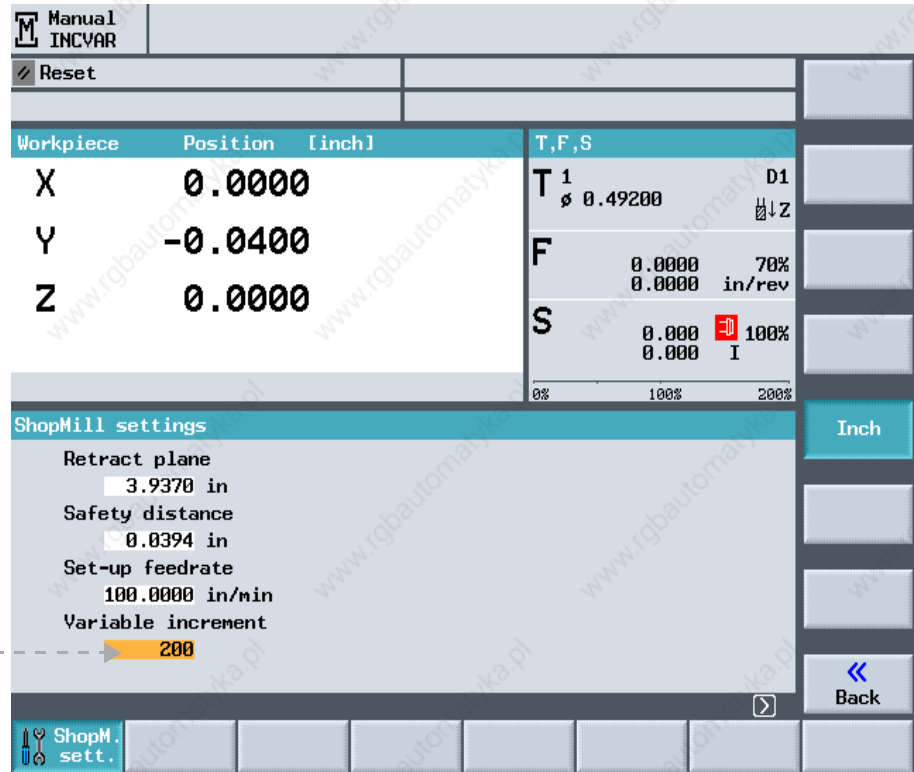 Manual
INCVAR
Reset
Workpiece Position [inch]
X 0.0000
Y -0.0400
Z 0.0000
T,F,S
T 1 D1
ø 0.49200 Z
F 0.0000 70%
0.0000 in/rev
S 0.000 100%
0.000 I
0% 100% 200%
ShopMill settings
Retract plane
3.9370 in
Safety distance
0.0394 in
Set-up feedrate
100.0000 in/min
Variable increment
200
Inch
Back
ShopM.
sett.
www.rgbautomatyka.pl